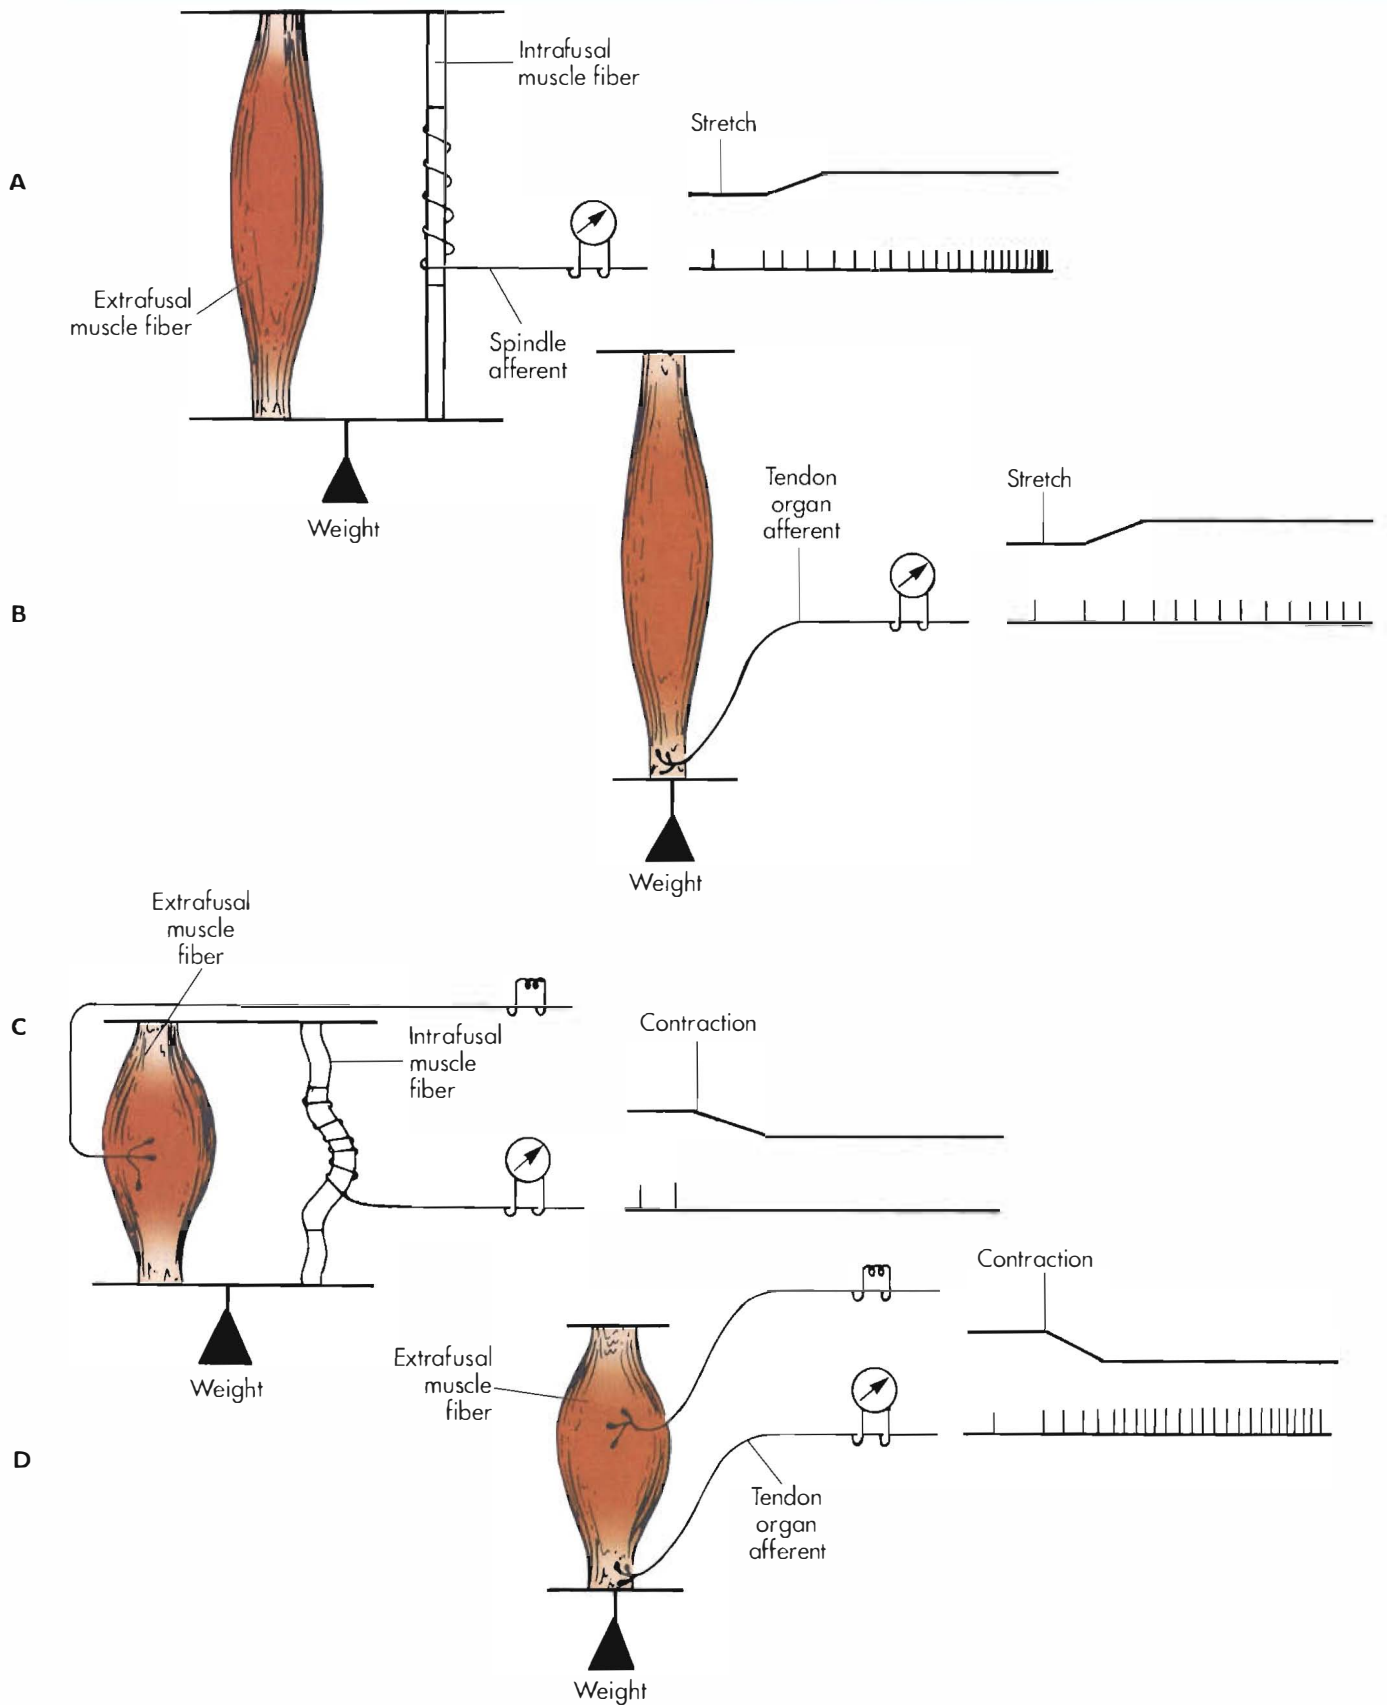 A
Intrafusal
muscle fiber
Stretch
Extrafusal
muscle fiber
Spindle
afferent
Weight
B
Tendon
organ
afferent
Stretch
Weight
C
Extrafusal
muscle
fiber
Intrafusal
muscle
fiber
Contraction
Weight
D
Extrafusal
muscle
fiber
Contraction
Tendon
organ
afferent
Weight